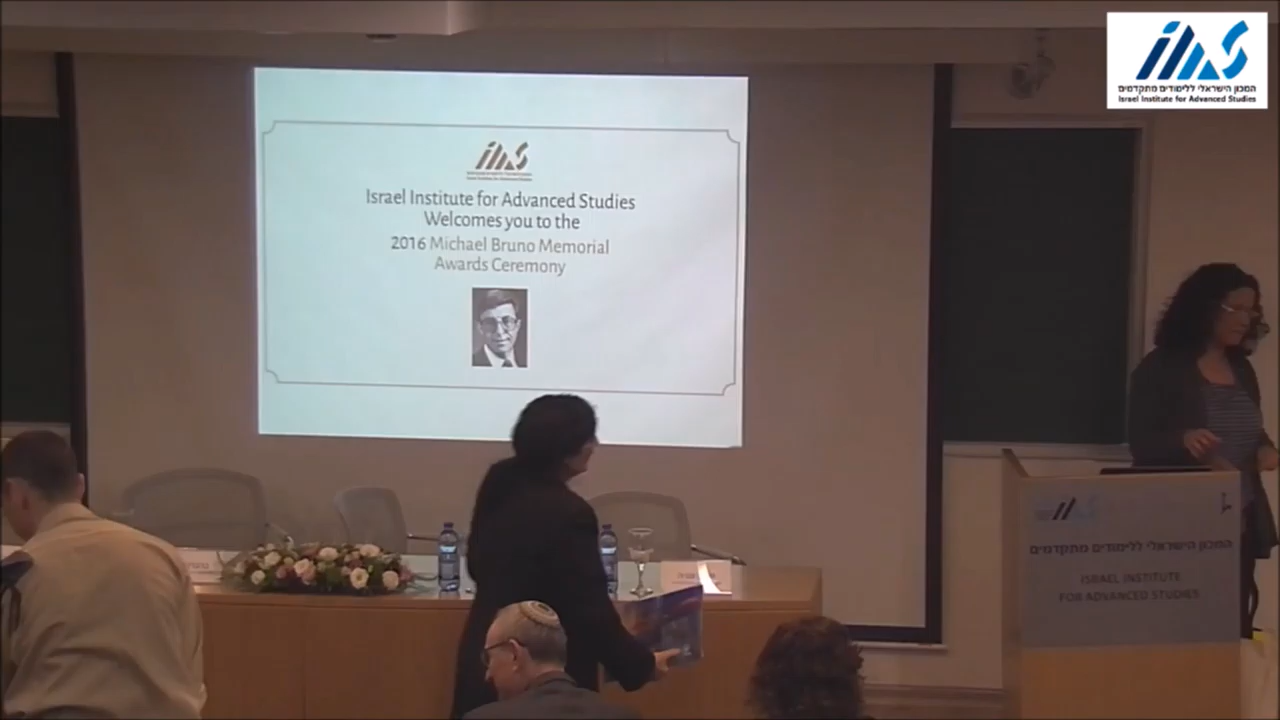 המכון הישראלי ללימודים מתקדמים
Israel Institute for Advanced Studies
Israel Institute for Advanced Studies
Welcomes you to the
2016 Michael Bruno Memorial
Awards Ceremony
המכון הישראלי ללימודים מתקדמים
ISRAEL INSTITUTE
FOR ADVANCED STUDIES